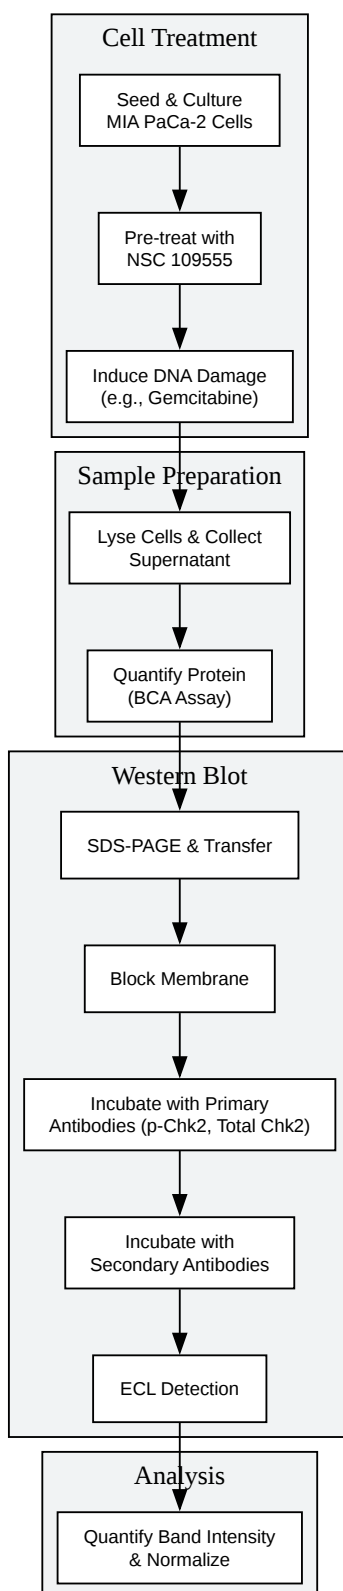 Cell Treatment
Seed & Culture
MIA PaCa-2 Cells
Pre-treat with
NSC 109555
Induce DNA Damage
(e.g., Gemcitabine)
Sample Preparation
Lyse Cells & Collect
Supernatant
Quantify Protein
(BCA Assay)
Western Blot
SDS-PAGE & Transfer
Block Membrane
Incubate with Primary
Antibodies (p-Chk2, Total Chk2)
Incubate with
Secondary Antibodies
ECL Detection
Analysis
Quantify Band Intensity
& Normalize